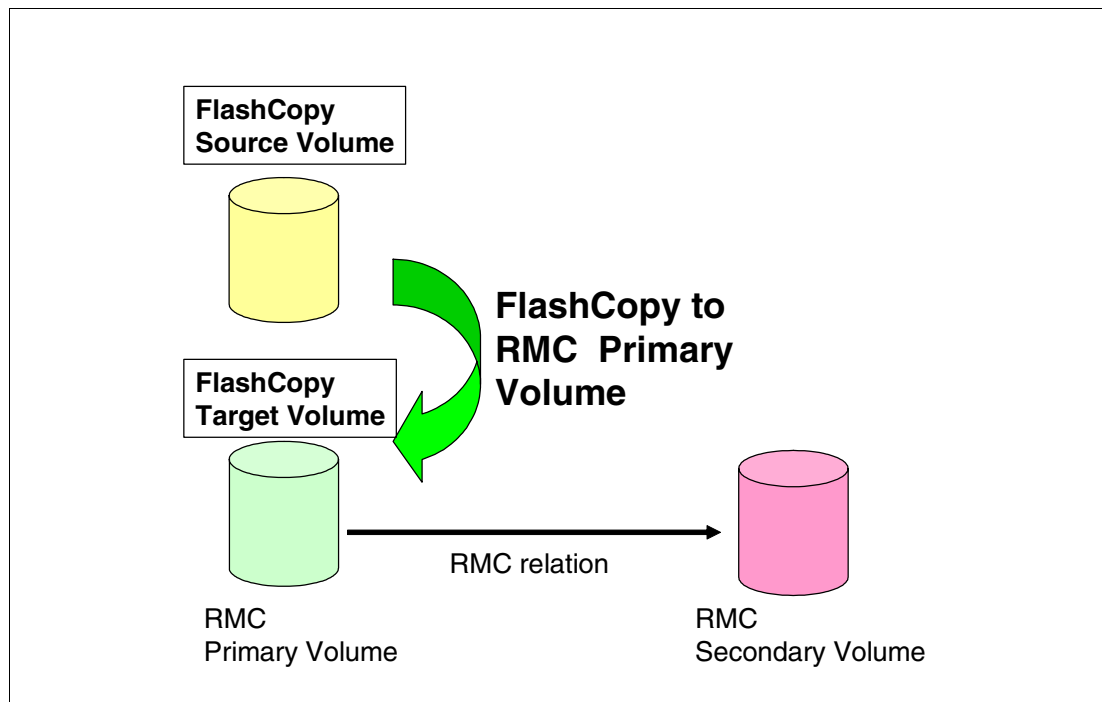 FlashCopy
Source Volume
FlashCopy to
RMC Primary
Volume
FlashCopy
Target Volume
RMC relation
RMC
Primary Volume
RMC
Secondary Volume